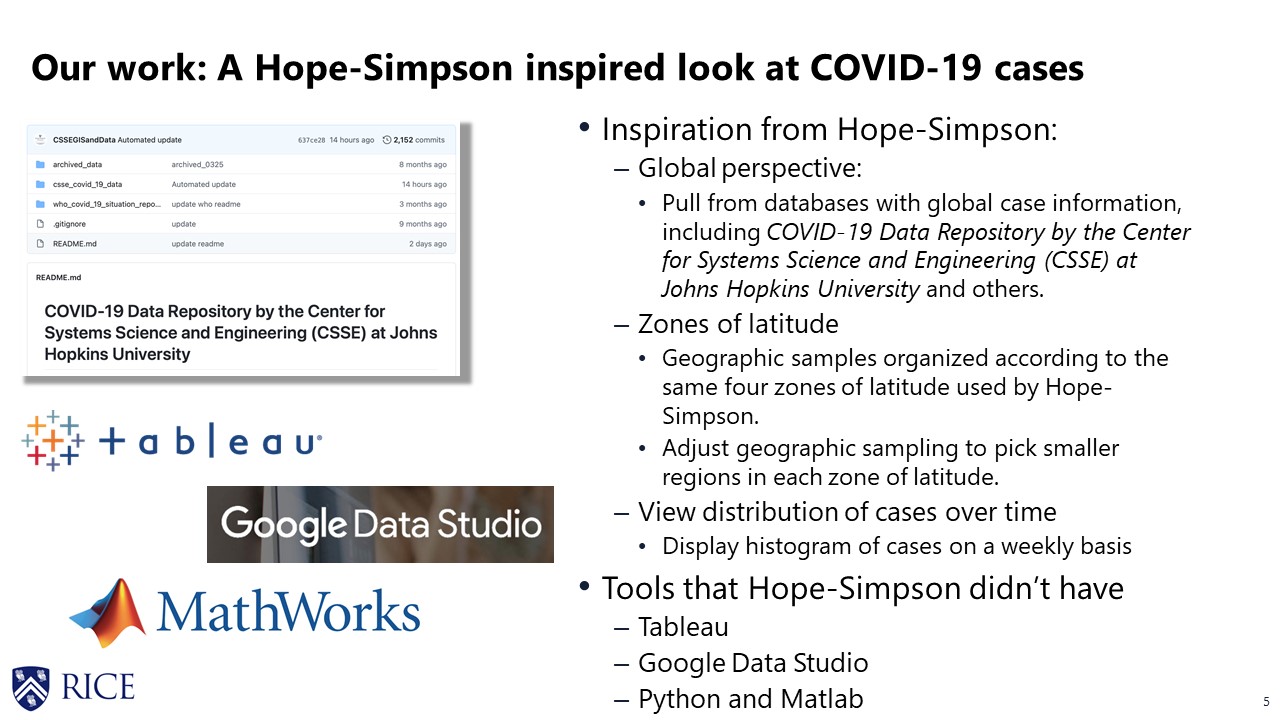 Our work: A Hope-Simpson inspired look at COVID-19 cases
CSSEGISandData Automated update 637ce28 14 hours ago 2,152 commits
archived_data archived_0325 8 months ago
csse_covid_19_data Automated update 14 hours ago
who_covid_19_situation_repo... update who readme 3 months ago
.gitignore update 9 months ago
README.md update readme 2 days ago
README.md
COVID-19 Data Repository by the Center for
Systems Science and Engineering (CSSE) at Johns
Hopkins University
+ a b l e a u
Google Data Studio
MathWorks
RICE
• Inspiration from Hope-Simpson:
– Global perspective:
• Pull from databases with global case information,
including COVID-19 Data Repository by the Center
for Systems Science and Engineering (CSSE) at
Johns Hopkins University and others.
– Zones of latitude
• Geographic samples organized according to the
same four zones of latitude used by Hope-
Simpson.
• Adjust geographic sampling to pick smaller
regions in each zone of latitude.
– View distribution of cases over time
• Display histogram of cases on a weekly basis
• Tools that Hope-Simpson didn’t have
– Tableau
– Google Data Studio
– Python and Matlab
5